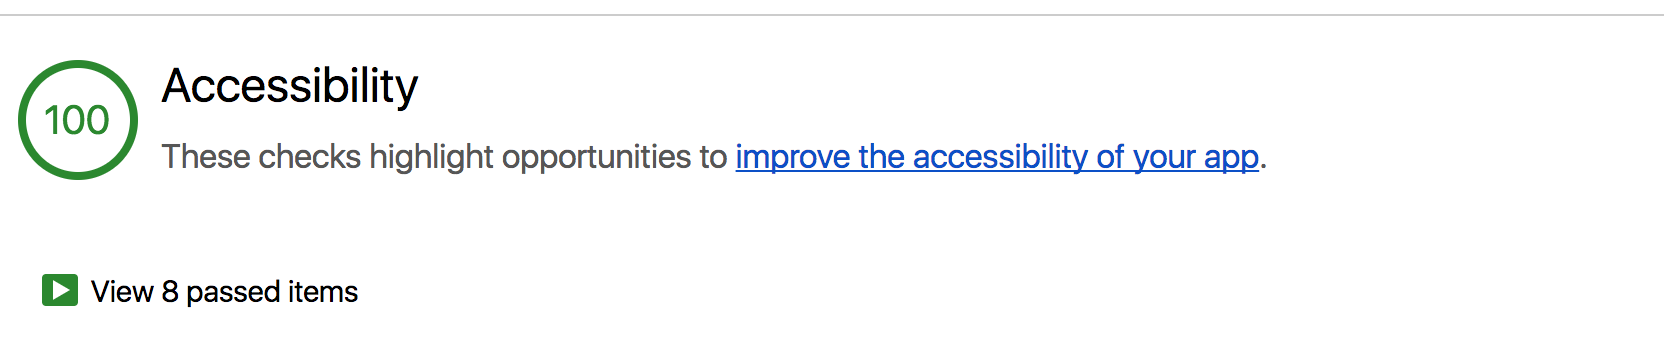 100
Accessibility
These checks highlight opportunities to improve the accessibility of your app.
View 8 passed items